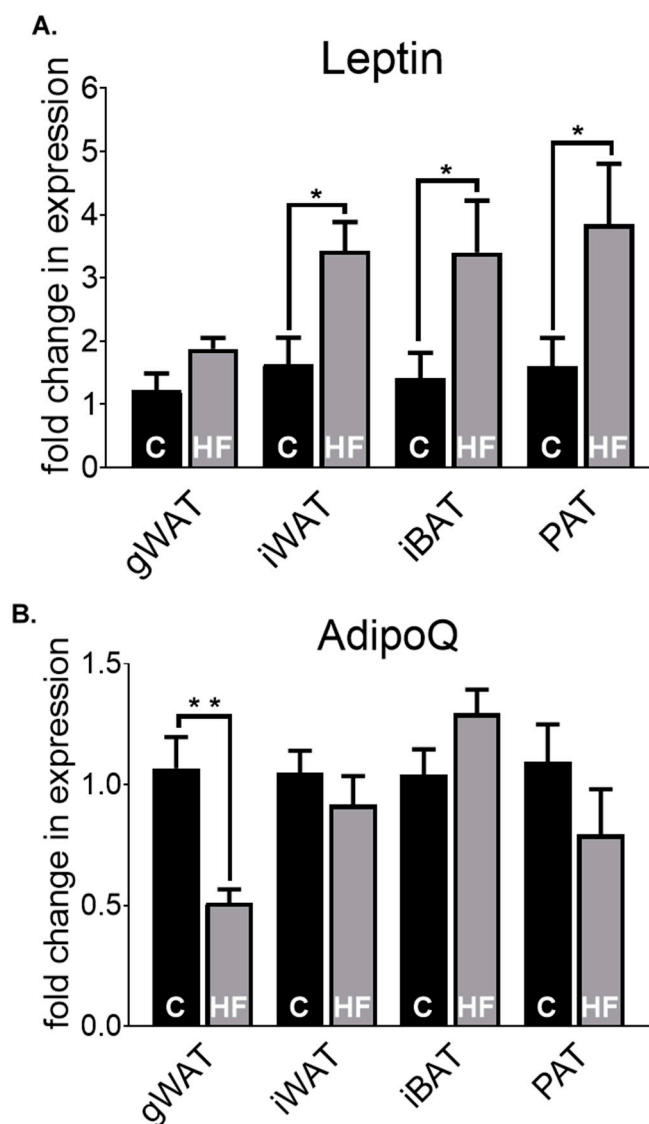 A.
Leptin
fold change in expression
6
5
4
3
2
1
0
* * *
C HF C HF C HF C HF
gWAT iWAT iBAT PAT
B.
AdipoQ
fold change in expression
1.5
1.0
0.5
0.0
* *
C HF C HF C HF C HF
gWAT iWAT iBAT PAT